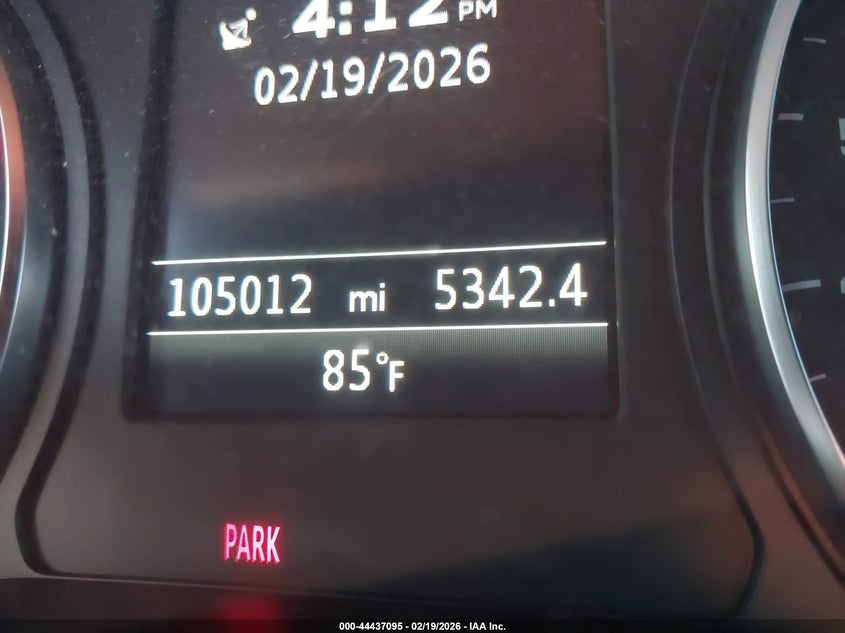 4:12 PM
02/19/2026
105012 mi 5342.4
85°F
PARK
000-44437095 - 02/19/2026 - IAA Inc.